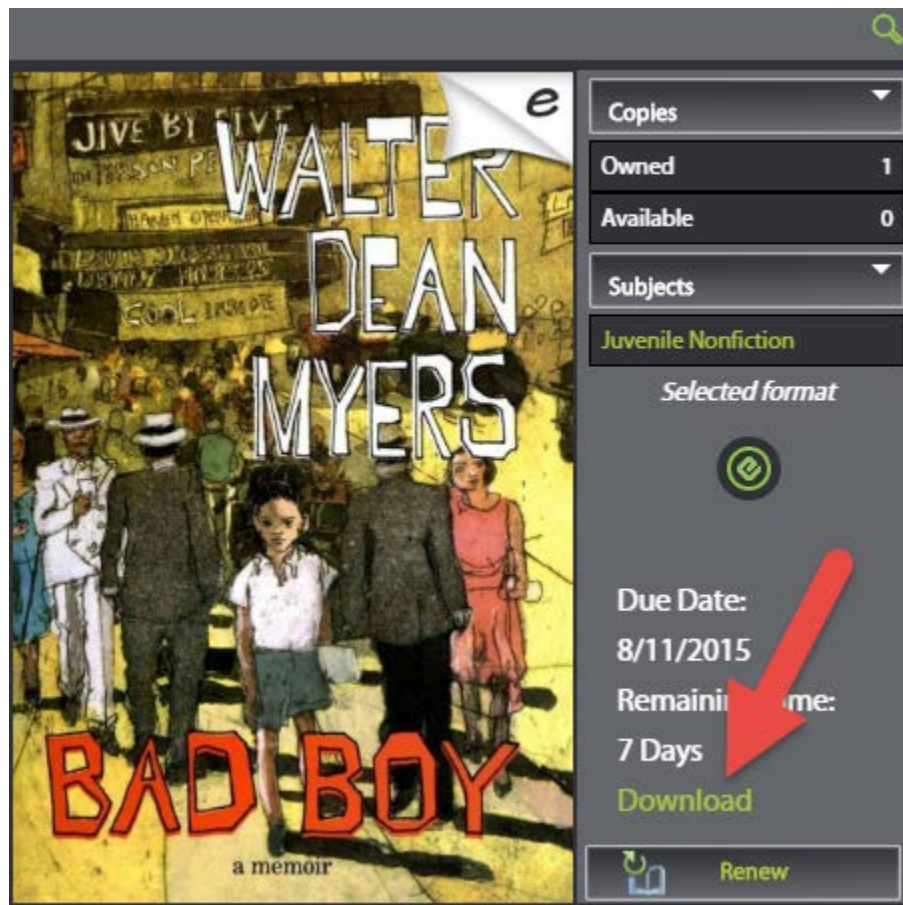 e
JIVE BY FIVE
WALTER
DEAN
MYERS
COOL INSIDE
BAD BOY
a memoir
Copies
Owned 1
Available 0
Subjects
Juvenile Nonfiction
Selected format
Due Date:
8/11/2015
7 Days
Download
Renew